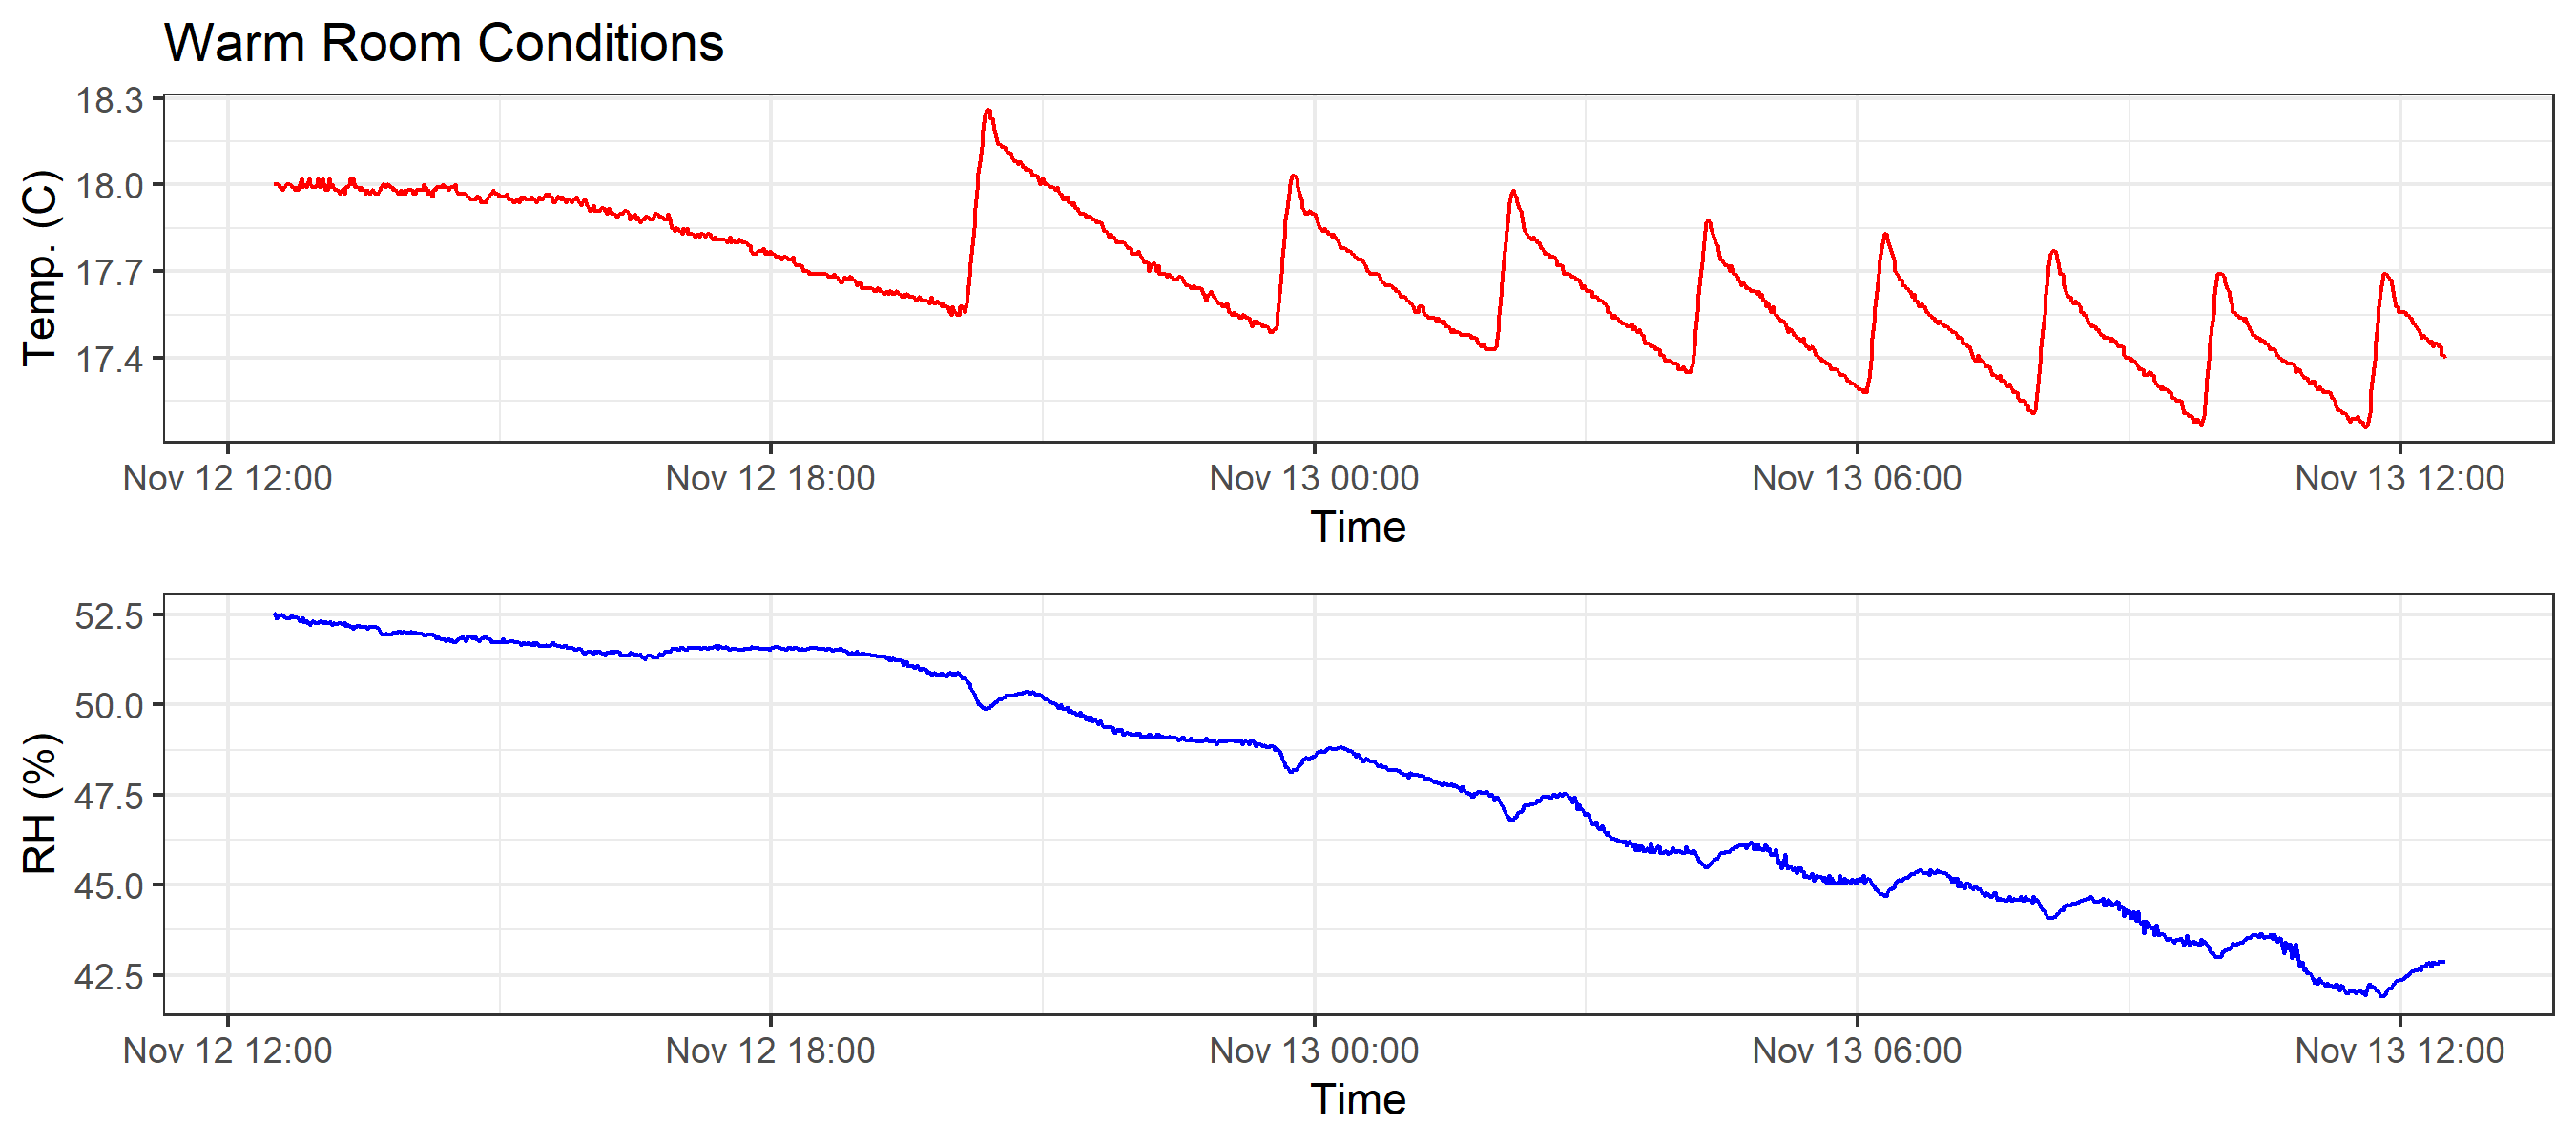 Warm Room Conditions
18.3
18.0
17.7
17.4
Temp. (C)
Nov 12 12:00 Nov 12 18:00 Nov 13 00:00 Nov 13 06:00 Nov 13 12:00
Time
52.5
50.0
47.5
45.0
42.5
RH (%)
Nov 12 12:00 Nov 12 18:00 Nov 13 00:00 Nov 13 06:00 Nov 13 12:00
Time